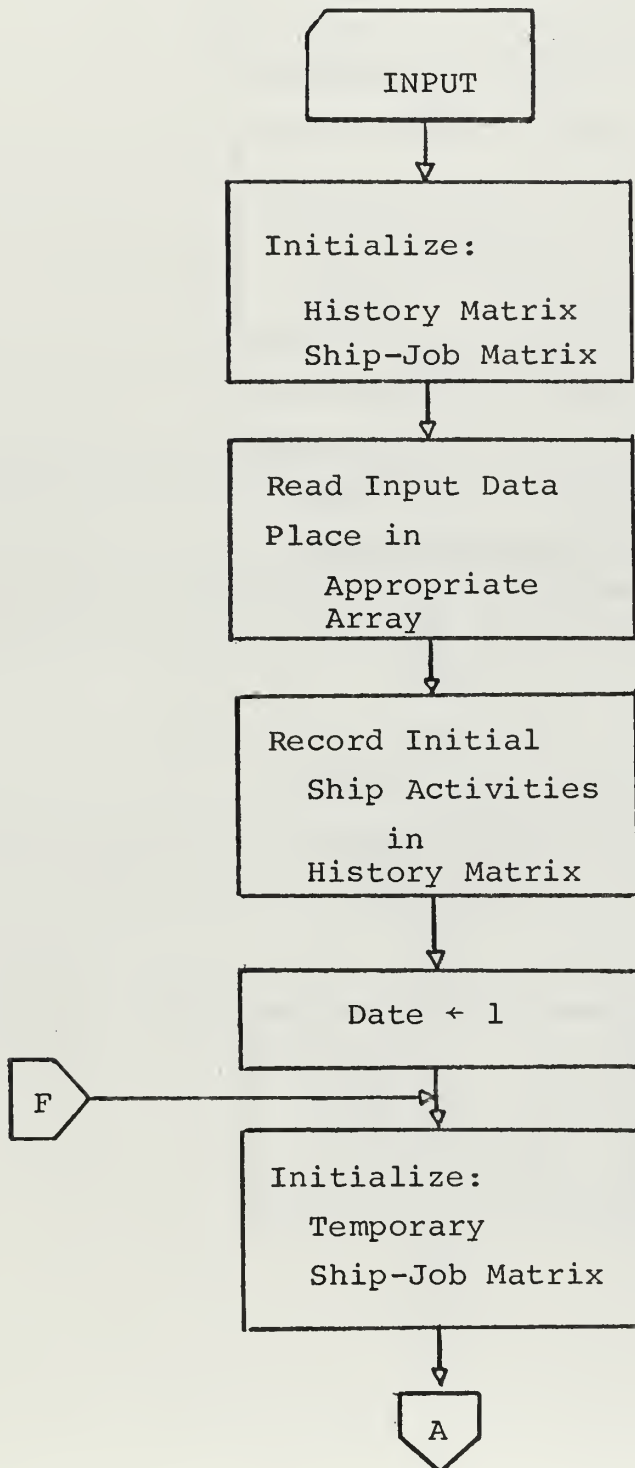 INPUT
Initialize:
History Matrix
Ship-Job Matrix
Read Input Data
Place in
Appropriate
Array
Record Initial
Ship Activities
in
History Matrix
Date ← 1
F
Initialize:
Temporary
Ship-Job Matrix
A